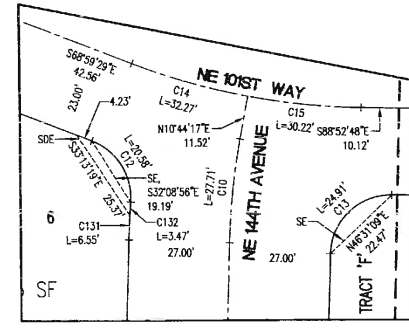 S68°59'29"E
42.56'
23.00'
4.23'
C14
L=32.27'
NE 101ST WAY
C15
L=30.22'
S88°52'48"E
10.12'
N10°44'17"E
11.52'
SDE
S33°13'19"E
25.37'
L=20.58'
C12
SE,
S32°08'56"E
19.19'
L=27.71'
C10
NE 144TH AVENUE
L=24.91'
C13
SE
N46°31'09"E
22.47'
6
C131
L=6.55'
C132
L=3.47'
27.00'
27.00'
TRACT 'F'
SF